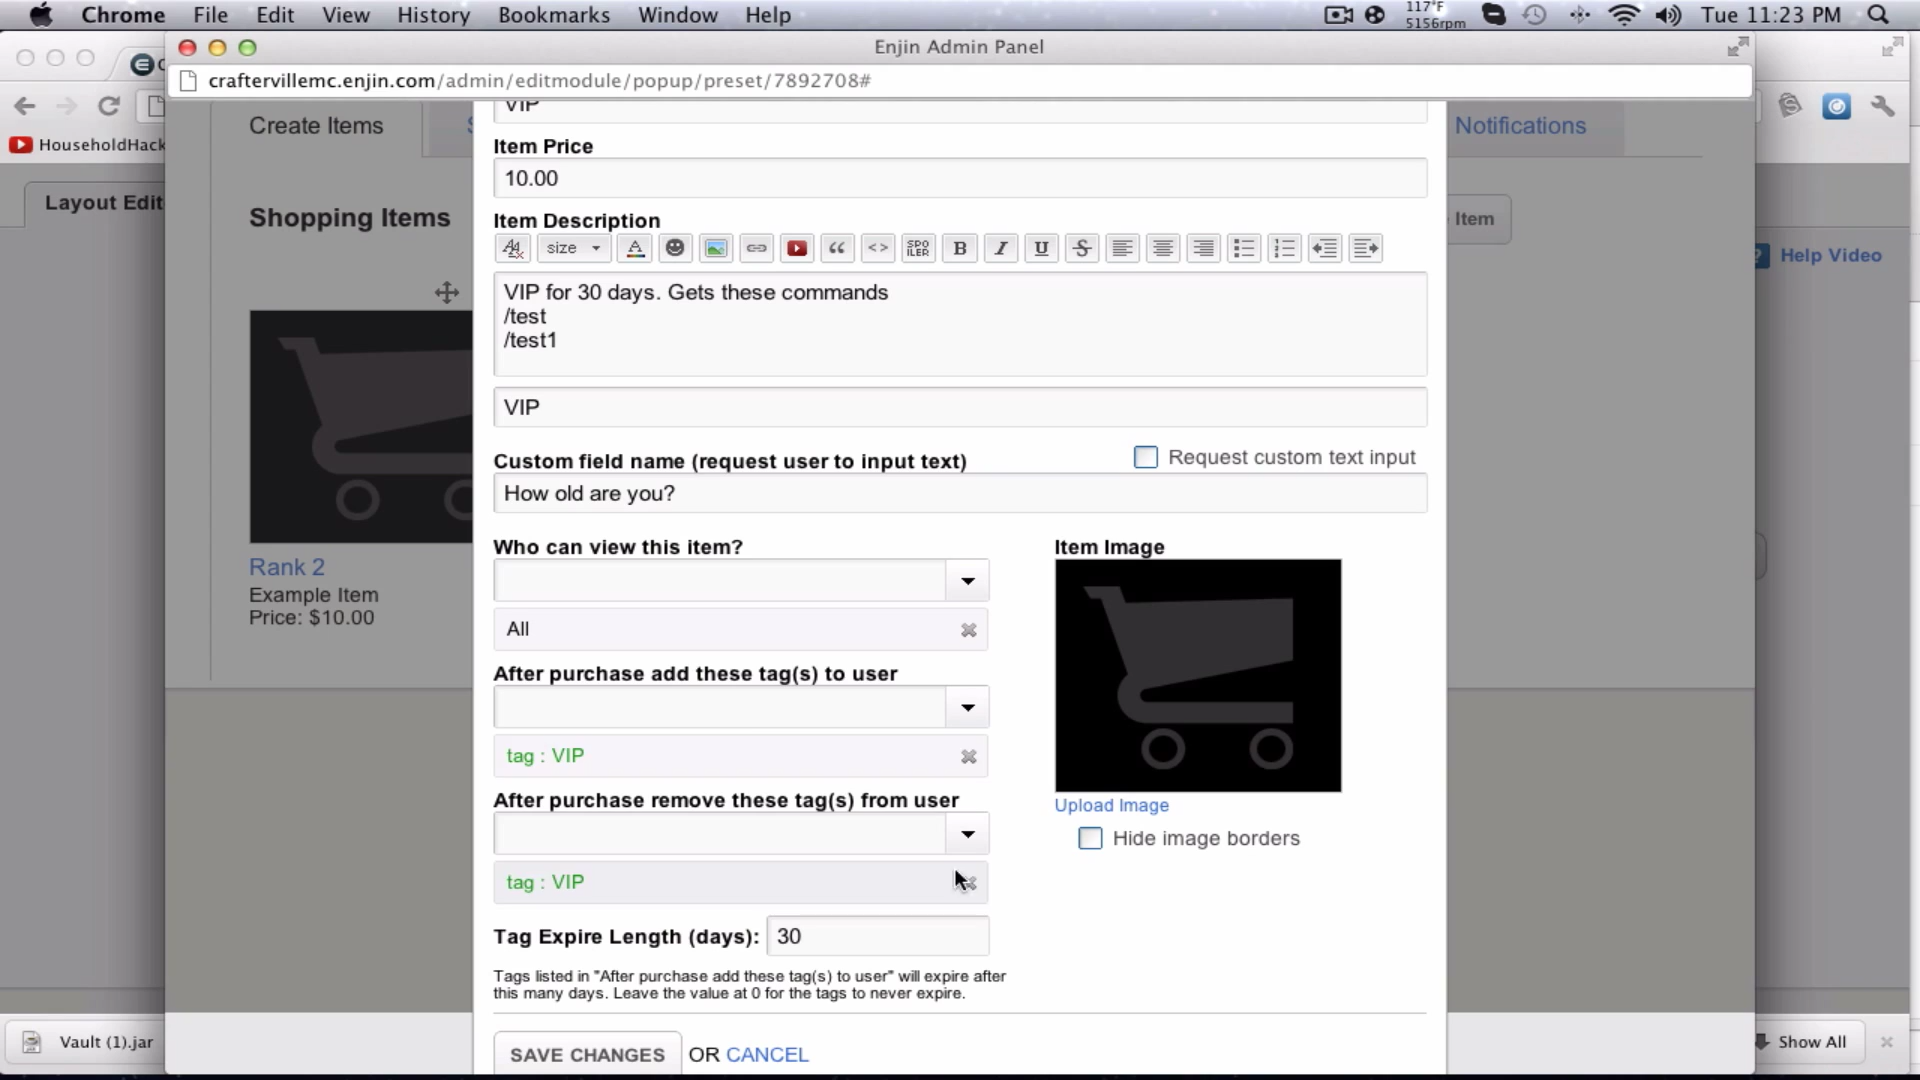 Chrome File Edit View History Bookmarks Window Help
117°F
5156rpm
Tue 11:23 PM
Enjin Admin Panel
craftervillemc.enjin.com/admin/editmodule/popup/preset/7892708#
HouseholdHack
Layout Edit
Create Items
Notifications
Shopping Items
Item
Help Video
VIP
Item Price
10.00
Item Description
size
SPO
ILER
B I U S
VIP for 30 days. Gets these commands
/test
/test1
VIP
Custom field name (request user to input text)
Request custom text input
How old are you?
Who can view this item?
All
After purchase add these tag(s) to user
tag : VIP
After purchase remove these tag(s) from user
tag : VIP
Tag Expire Length (days): 30
Tags listed in "After purchase add these tag(s) to user" will expire after
this many days. Leave the value at 0 for the tags to never expire.
SAVE CHANGES OR CANCEL
Item Image
Upload Image
Hide image borders
Rank 2
Example Item
Price: $10.00
Vault (1).jar
Show All